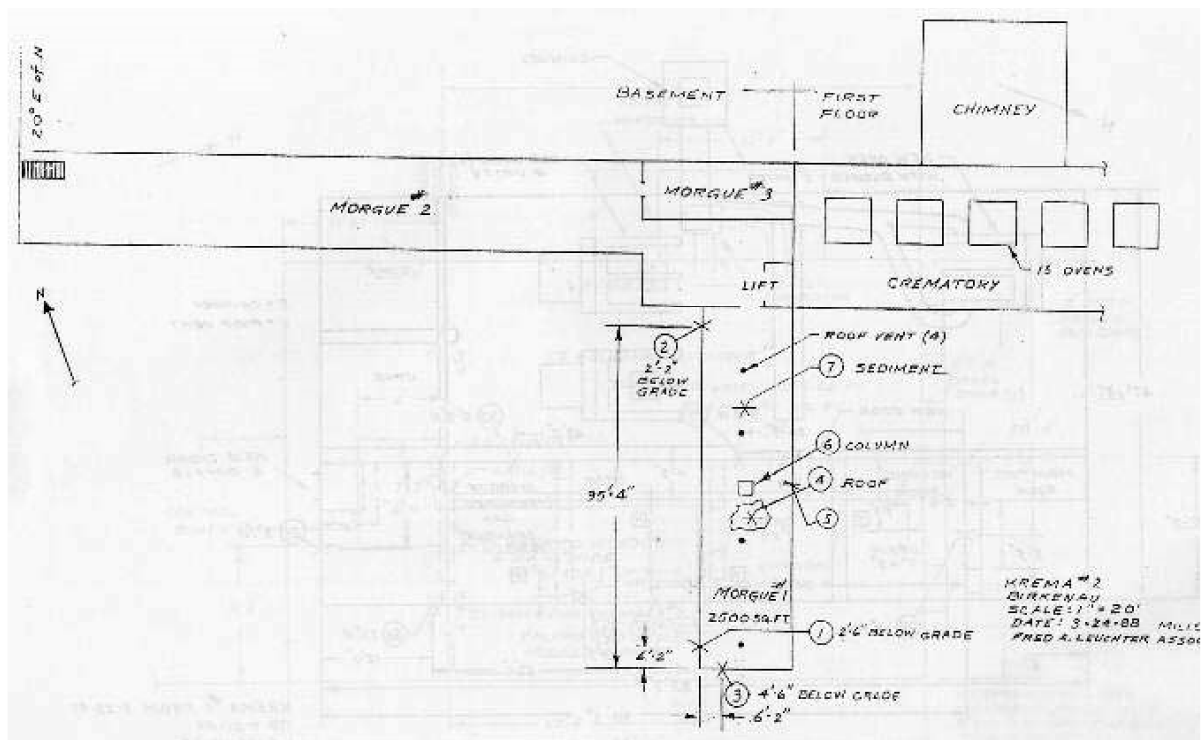 20° E of N
BASEMENT
FIRST
FLOOR
CHIMNEY
MORGUE #2
MORGUE #3
15 OVENS
LIFT
CREMATORY
N
ROOF VENT (4)
2
2'-2"
BELOW
GRADE
7 SEDIMENT
6 COLUMN
4 ROOF
5
95'-4"
MORGUE #1
2500 SQ FT
1 2'6" BELOW GRADE
6'-2"
3 4'-6" BELOW GRADE
6'-2"
KREMA #2
BIRKENAU
SCALE: 1" = 20'
DATE: 3-24-88
FRED A. LEUCHTER ASSOC